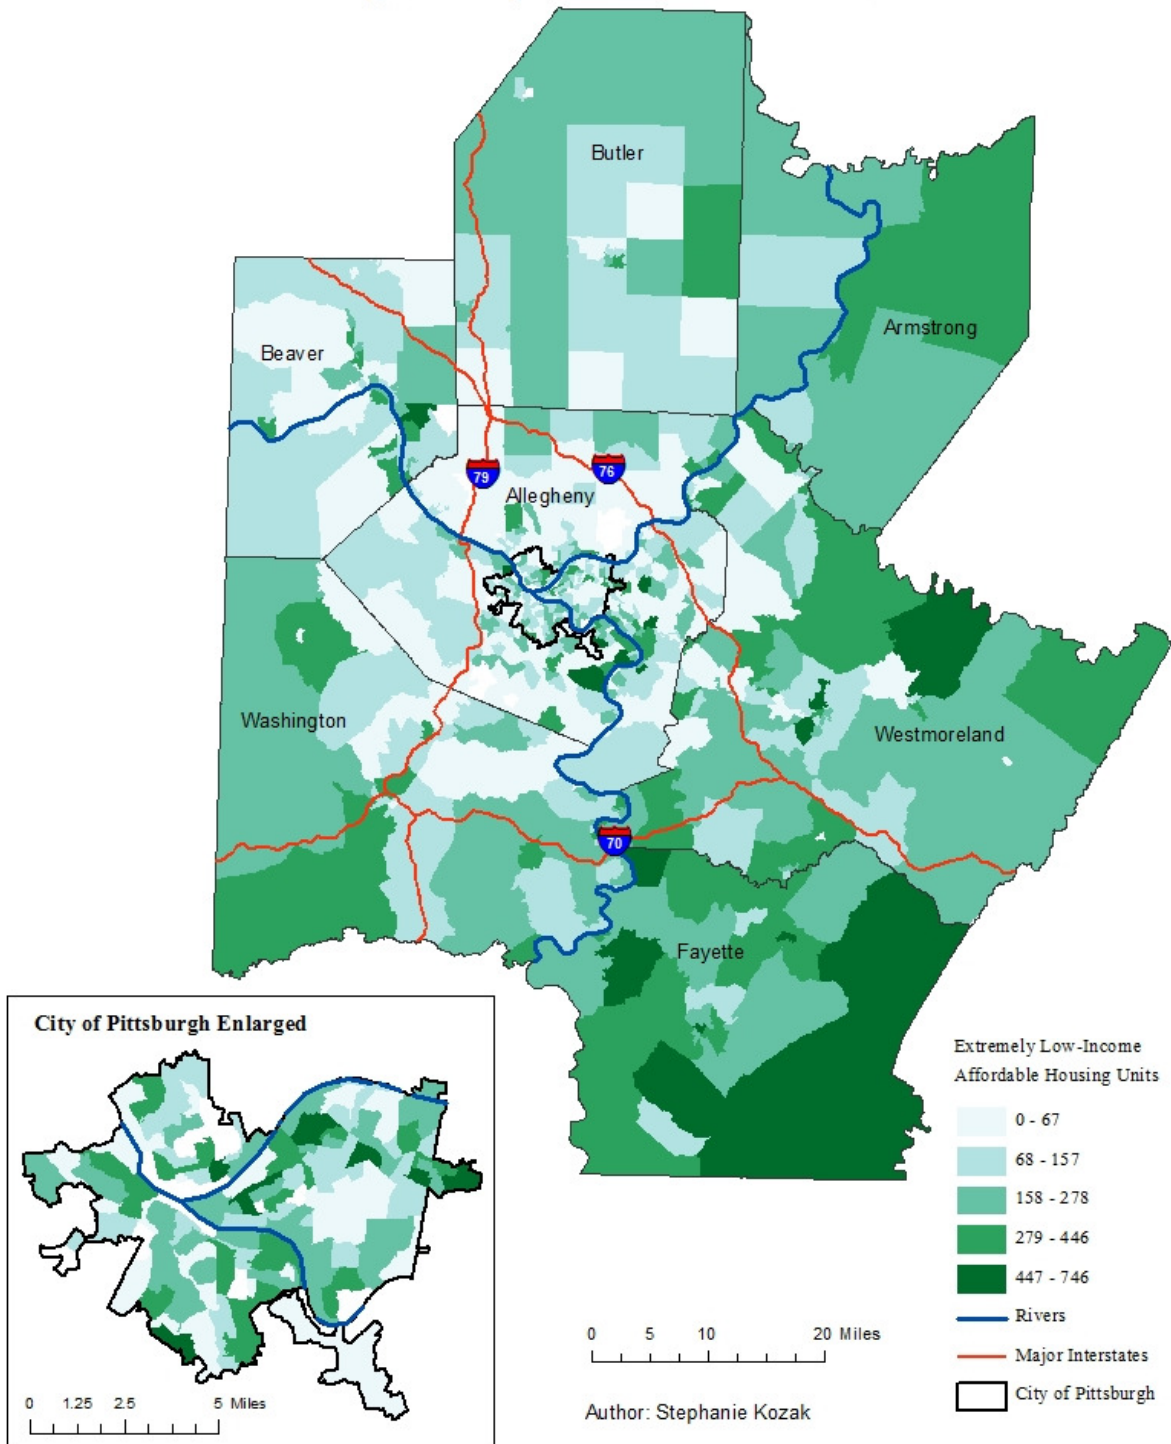 Butler
Armstrong
Beaver
79
76
Allegheny
Washington
Westmoreland
70
Fayette
City of Pittsburgh Enlarged
0 1.25 2.5 5 Miles
Extremely Low-Income
Affordable Housing Units
0 - 67
68 - 157
158 - 278
279 - 446
447 - 746
Rivers
Major Interstates
City of Pittsburgh
0 5 10 20 Miles
Author: Stephanie Kozak